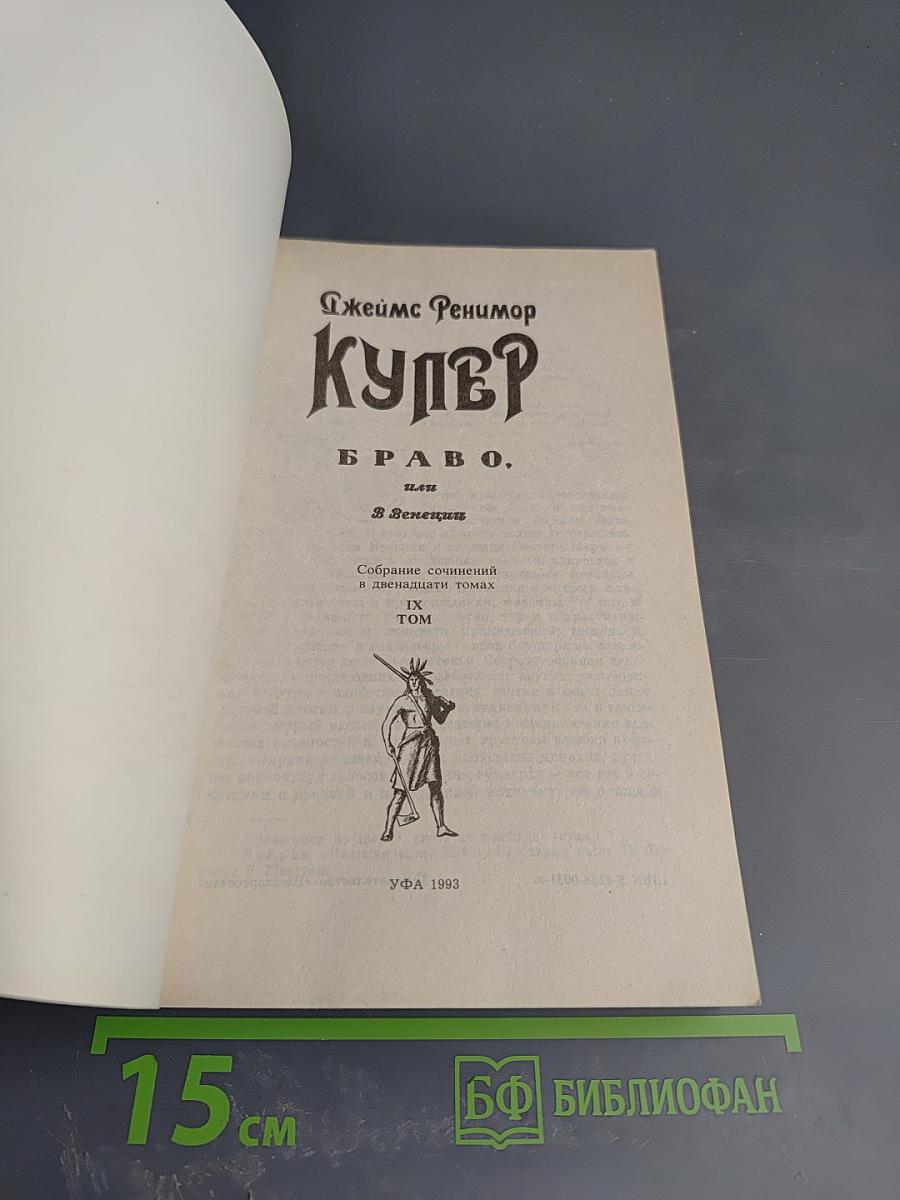 Джеймс Фенимор
КУПЕР
БРАВО,
или
В Венеции
Собрание сочинений
в двенадцати томах
IX
ТОМ
УФА 1993
15 см
БФ БИБЛИОФАН